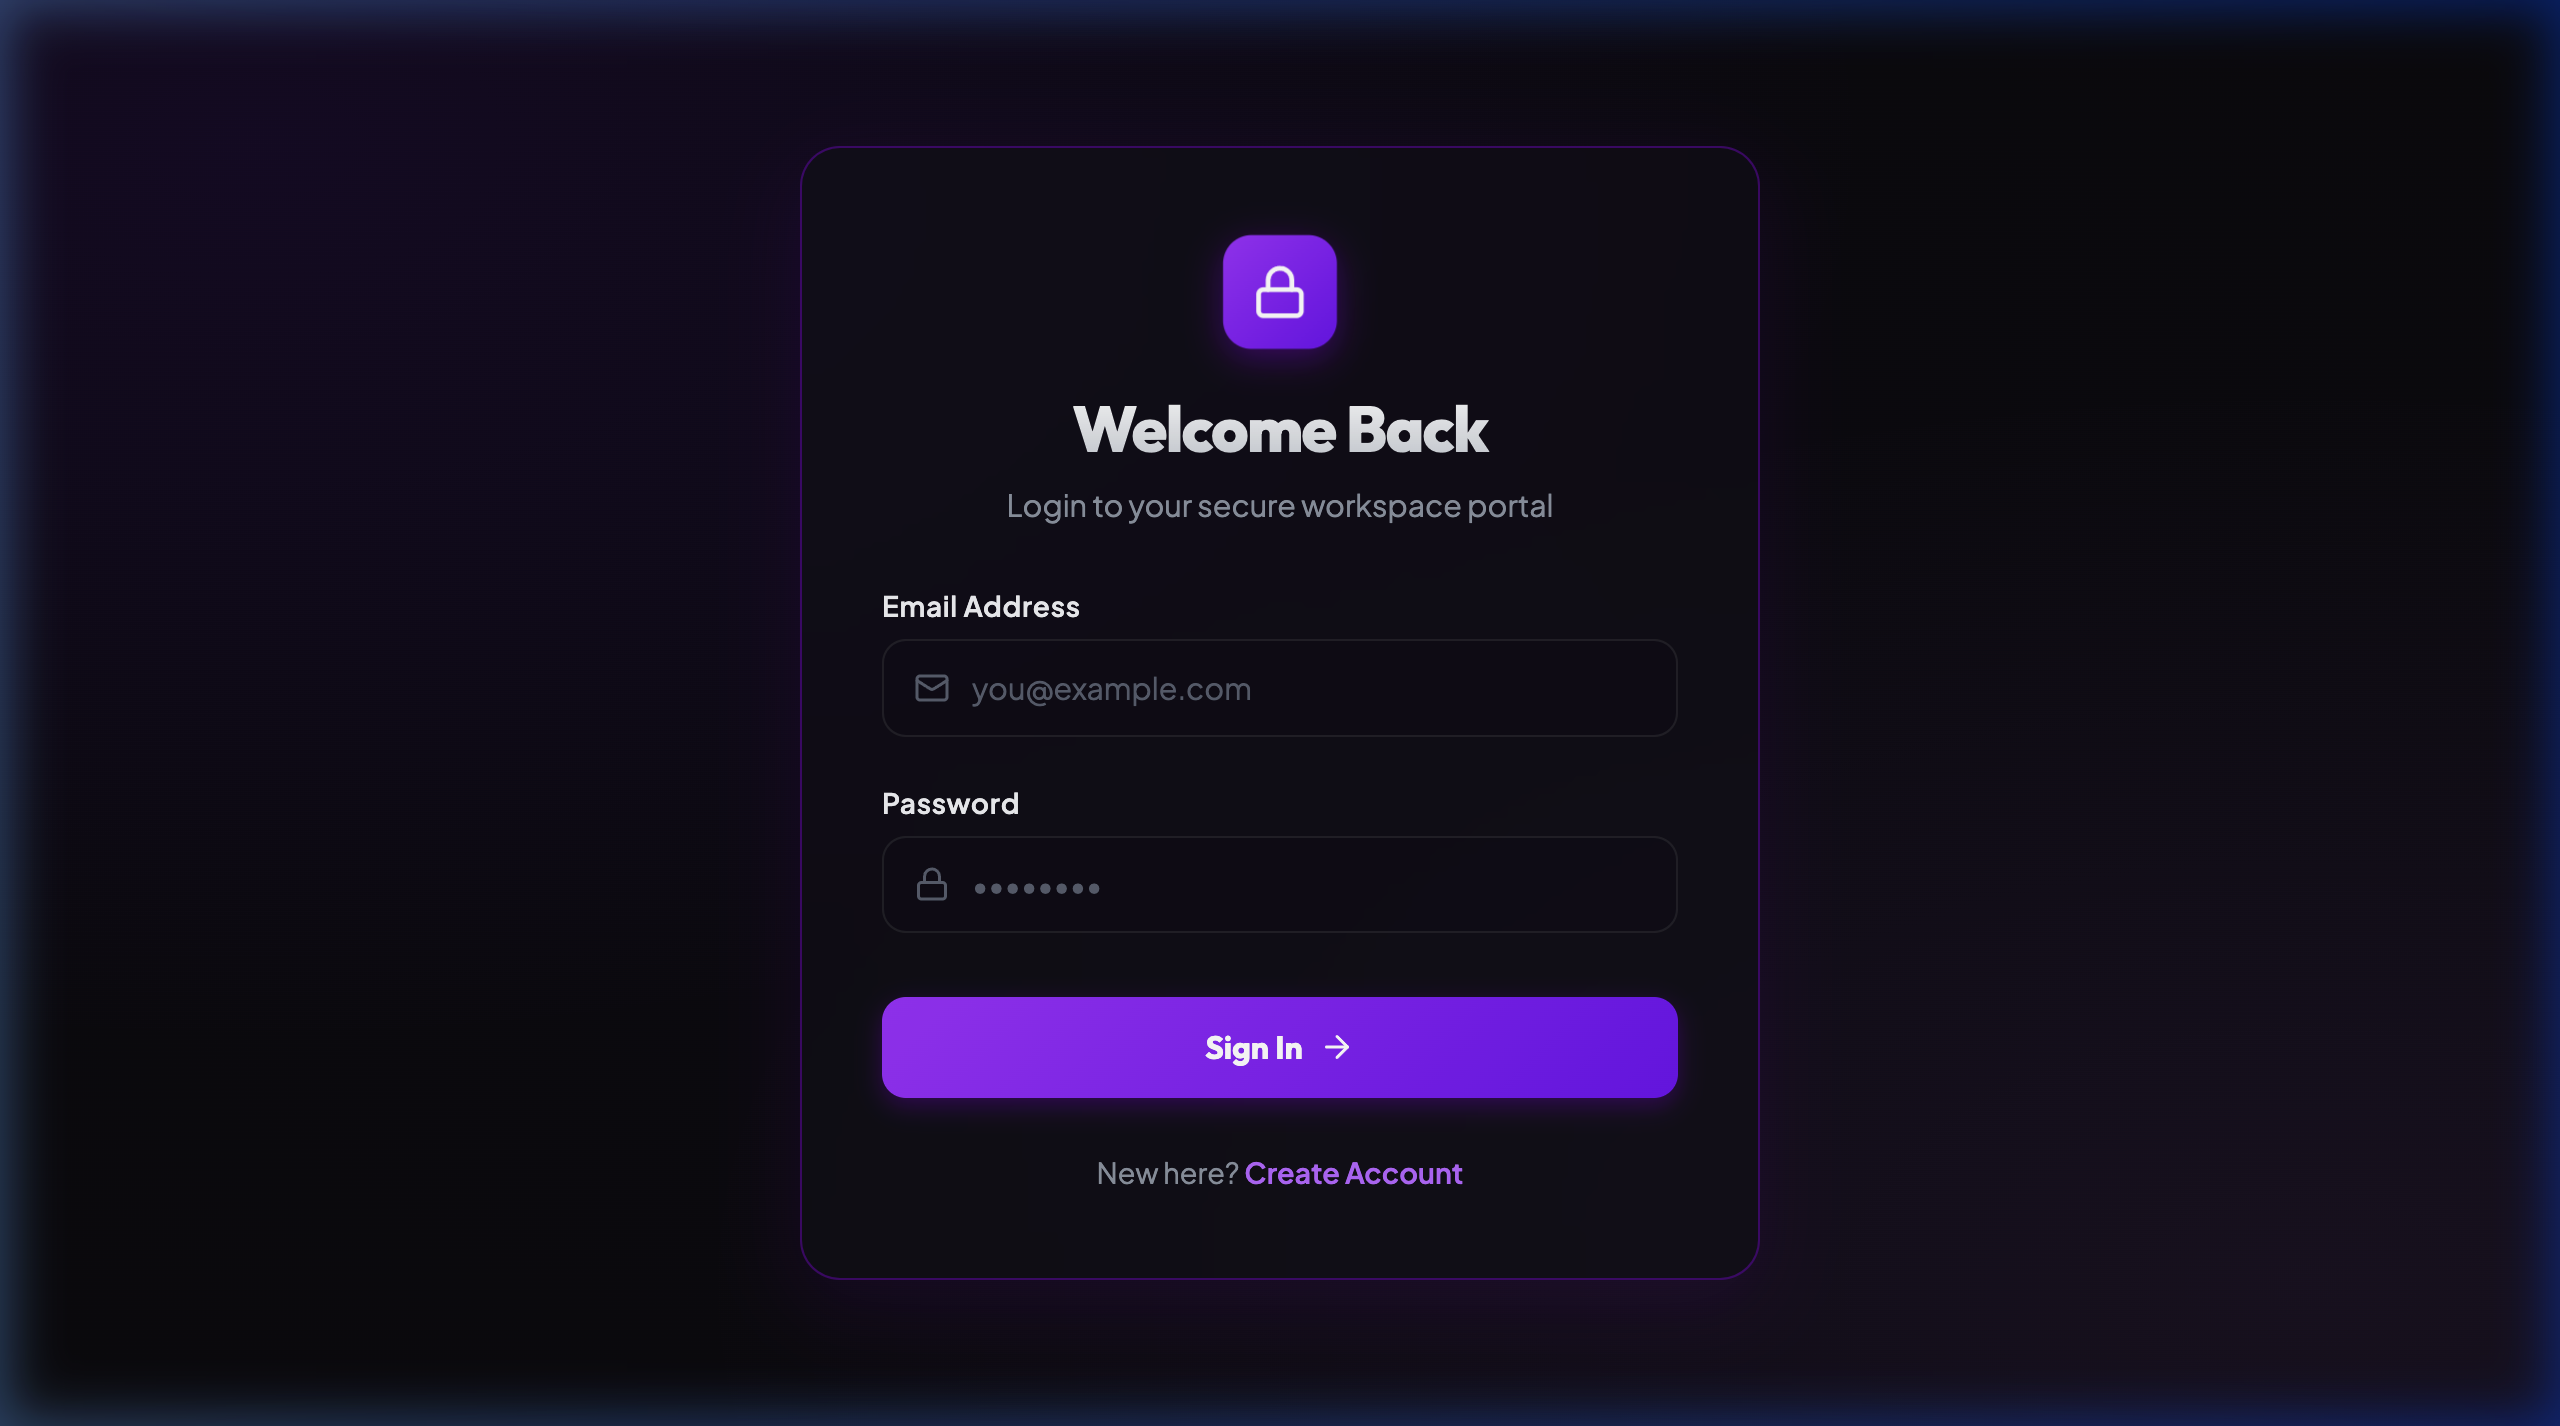 Welcome Back
Login to your secure workspace portal
Email Address
you@example.com
Password
••••••••
Sign In →
New here? Create Account